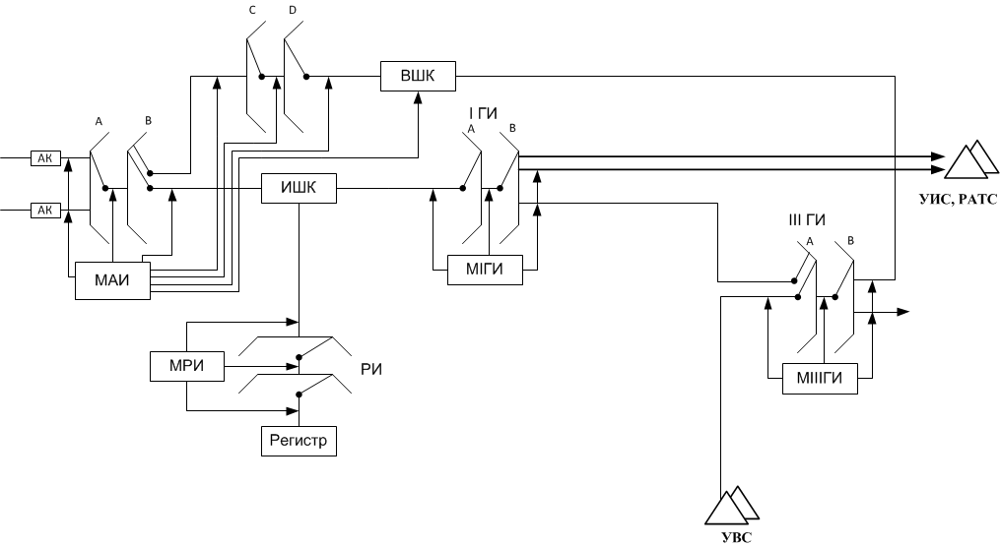 C D
ВШК
I ГИ
A B
A B
АК
ИШК
АК
УИС, РАТС
III ГИ
A B
МАИ
МIГИ
МРИ
РИ
МIIIГИ
Регистр
УВС